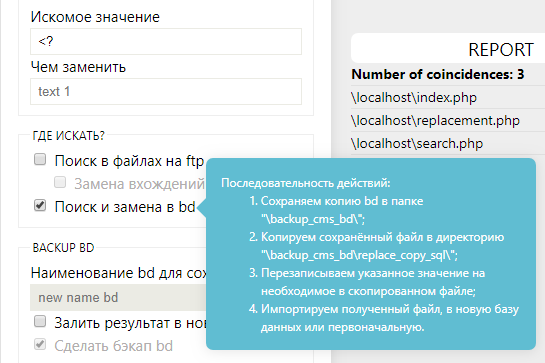 Искомое значение
<?
Чем заменить
text 1
ГДЕ ИСКАТЬ?
Поиск в файлах на ftp
Замена вхождений
Поиск и замена в bd
BACKUP BD
Наименование bd для сох
new name bd
Залить результат в нов
Сделать бэкап bd
Последовательность действий:
1. Сохраняем копию bd в папке
"\backup_cms_bd\";
2. Копируем сохранённый файл в директорию
"\backup_cms_bd\replace_copy_sql\";
3. Перезаписываем указанное значение на
необходимое в скопированном файле;
4. Импортируем полученный файл, в новую базу
данных или первоначальную.
REPORT
Number of coincidences: 3
\localhost\index.php
\localhost\replacement.php
\localhost\search.php